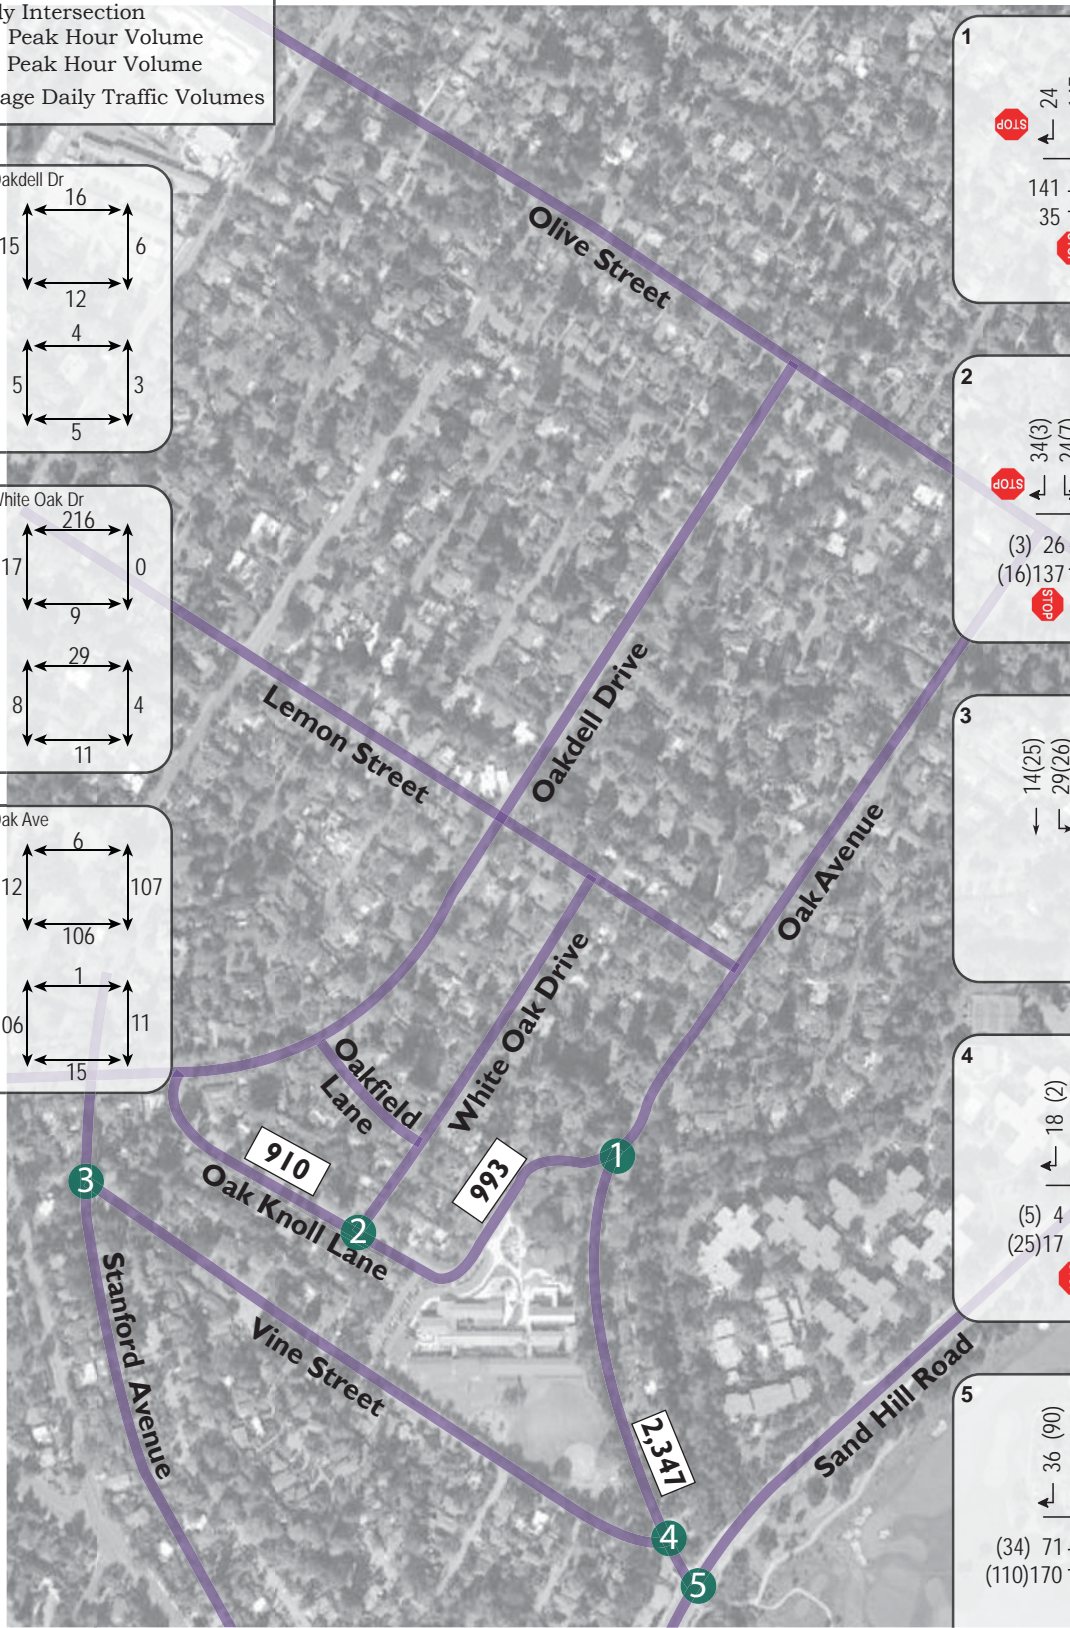 ly Intersection
Peak Hour Volume
Peak Hour Volume
age Daily Traffic Volumes
akdell Dr
16
15
6
12
4
5
3
5
hite Oak Dr
216
17
0
9
29
8
4
11
ak Ave
6
12
107
106
1
06
11
15
Olive Street
Lemon Street
Oakdell Drive
Oak Avenue
White Oak Drive
Oakfield
Lane
910
993
Oak Knoll Lane
Stanford Avenue
Vine Street
2,347
Sand Hill Road
1
2
3
4
5
1
24
STOP
141
35
2
34(3)
24(7)
STOP
(3) 26
(16)137
STOP
3
14(25)
29(26)
4
18 (2)
(5) 4
(25)17
5
36 (90)
(34) 71
(110)170